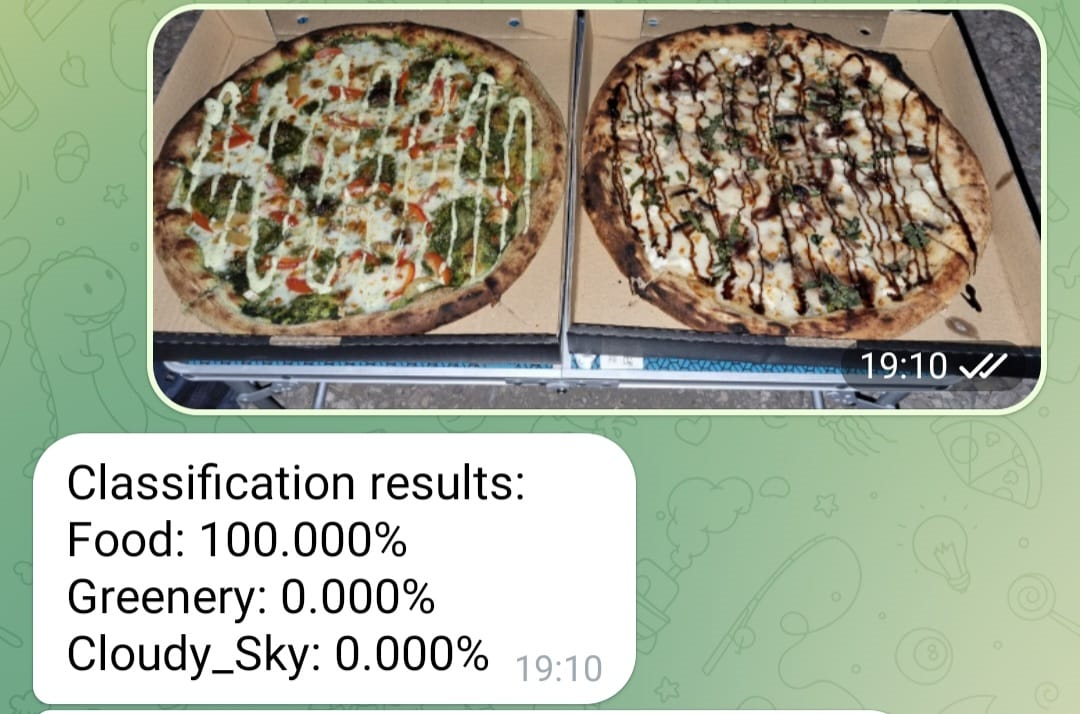 19:10
Classification results:
Food: 100.000%
Greenery: 0.000%
Cloudy_Sky: 0.000%
19:10